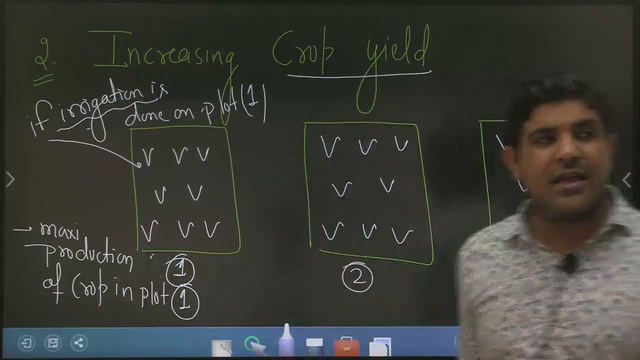 2. Increasing Crop yield
if irrigation is
done on plot (1)
→ maxi
production
of Crop in plot 1
1
2